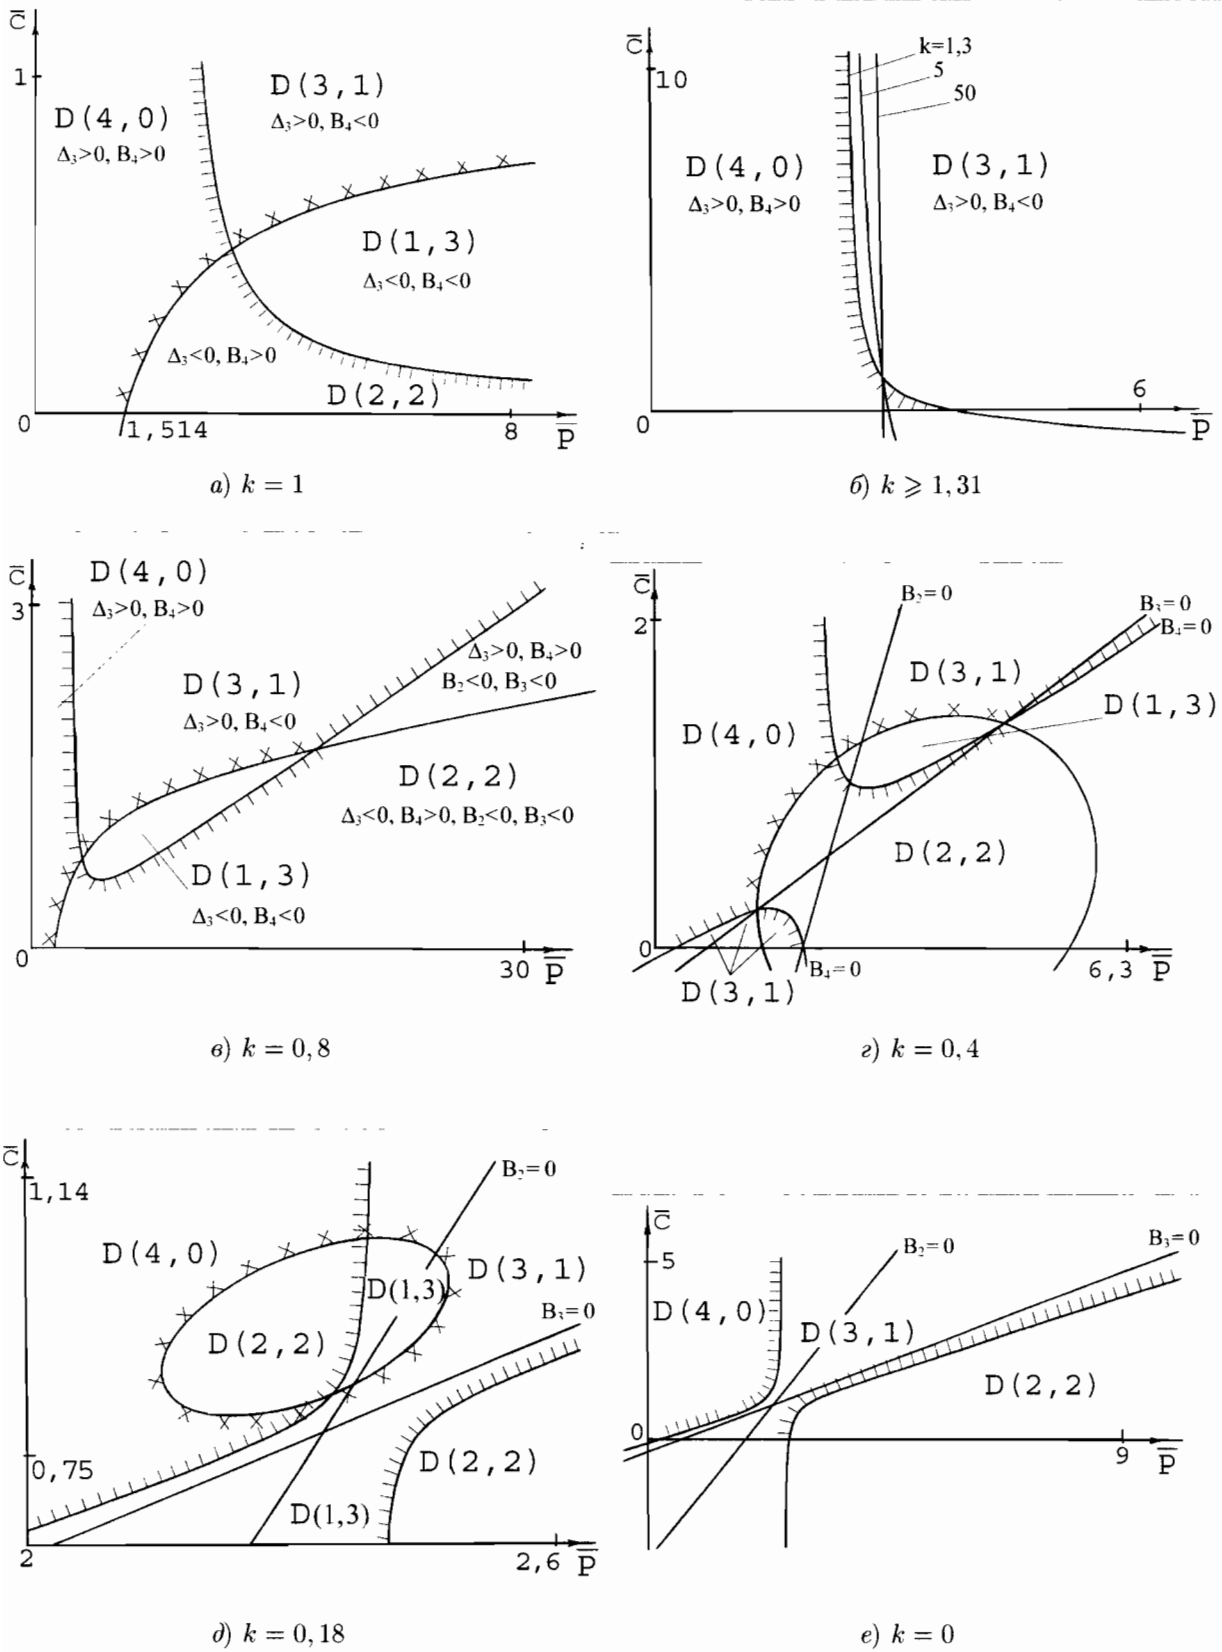 c̅
1
D(4,0)
Δ₃>0, B₄>0
D(3,1)
Δ₃>0, B₄<0
D(1,3)
Δ₃<0, B₄<0
Δ₃<0, B₄>0
D(2,2)
0
1,514
8
P̅
а) k = 1
c̅
10
k=1,3
5
50
D(4,0)
Δ₃>0, B₄>0
D(3,1)
Δ₃>0, B₄<0
6
0
P̅
б) k ⩾ 1,31
c̅
3
D(4,0)
Δ₃>0, B₄>0
D(3,1)
Δ₃>0, B₄<0
Δ₃>0, B₄>0
B₂<0, B₃<0
D(2,2)
Δ₃<0, B₄>0, B₂<0, B₃<0
D(1,3)
Δ₃<0, B₄<0
0
30
P̅
в) k = 0,8
c̅
2
B₂=0
B₃=0
B₄=0
D(3,1)
D(1,3)
D(4,0)
D(2,2)
0
B₄=0
6,3
P̅
D(3,1)
г) k = 0,4
c̅
1,14
B₂=0
D(4,0)
D(3,1)
D(1,3)
B₃=0
D(2,2)
0,75
D(2,2)
D(1,3)
2
2,6
P̅
д) k = 0,18
c̅
5
B₂=0
B₃=0
D(4,0)
D(3,1)
D(2,2)
0
9
P̅
е) k = 0